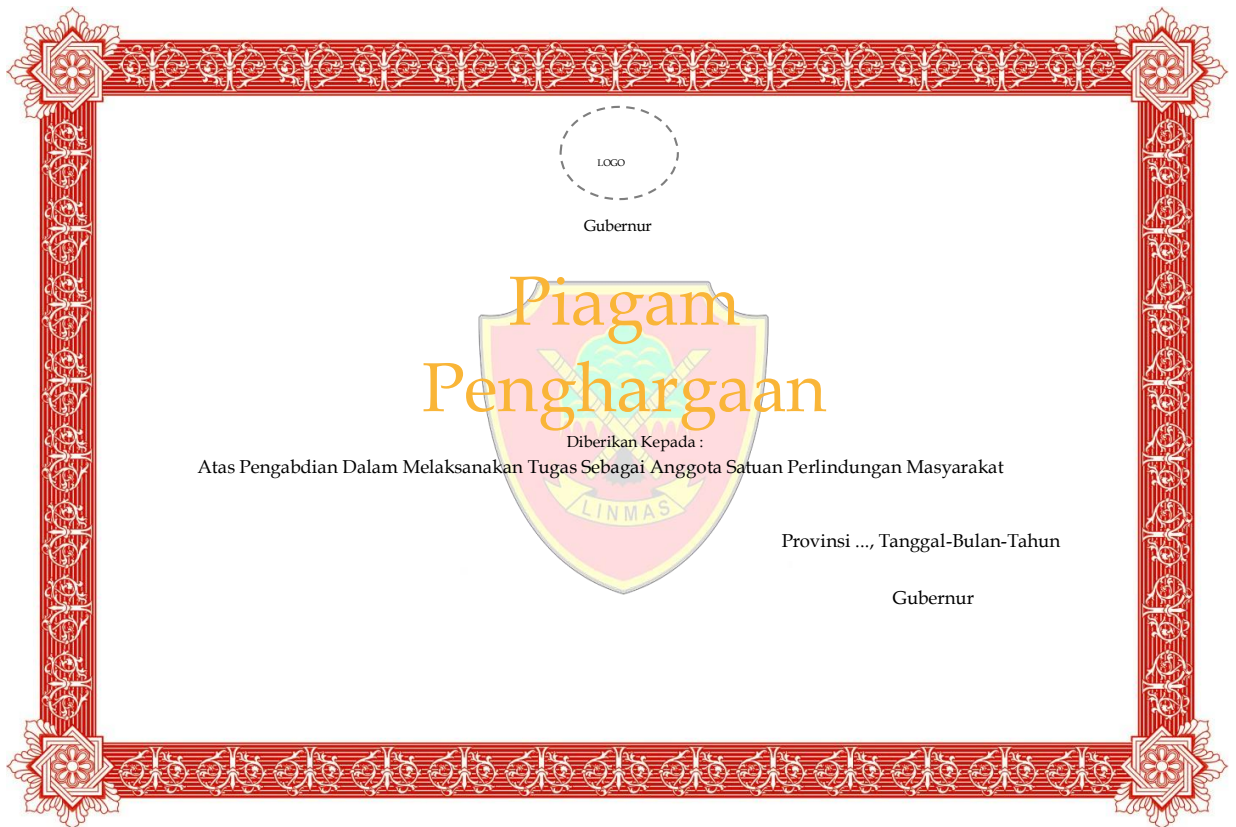 LOGO
Gubernur
Piagam
Penghargaan
Diberikan Kepada :
Atas Pengabdian Dalam Melaksanakan Tugas Sebagai Anggota Satuan Perlindungan Masyarakat
LINMAS
Provinsi ..., Tanggal-Bulan-Tahun
Gubernur